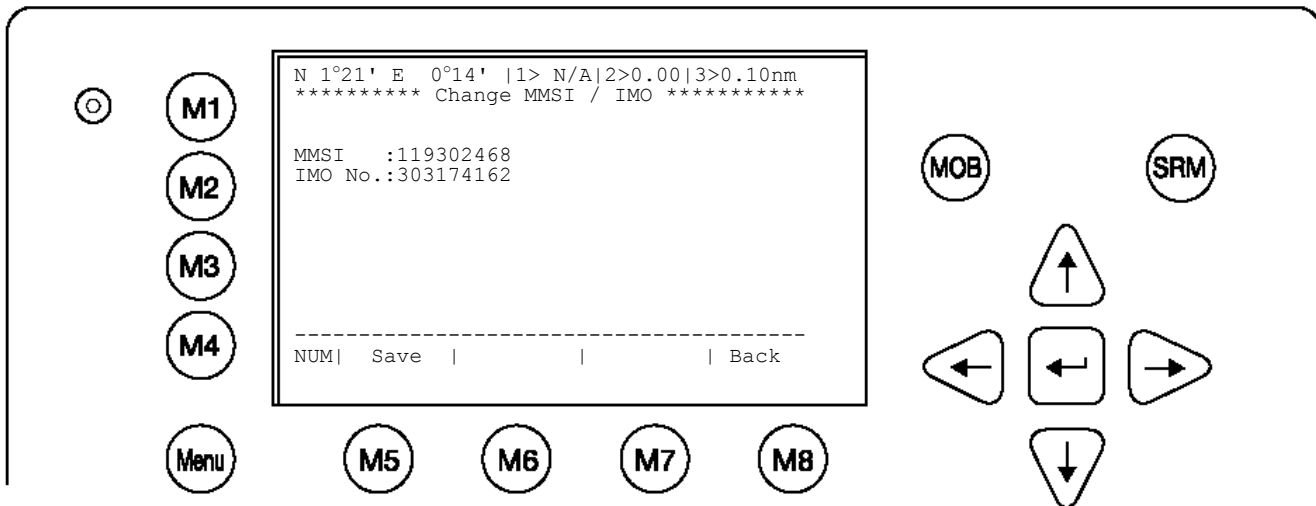 N 1°21' E 0°14' |1> N/A|2>0.00|3>0.10nm
********** Change MMSI / IMO ***********
M1
MMSI :119302468
IMO No.:303174162
M2
MOB
SRM
M3
M4
----------------------------------------
NUM| Save | | | Back
Menu
M5
M6
M7
M8